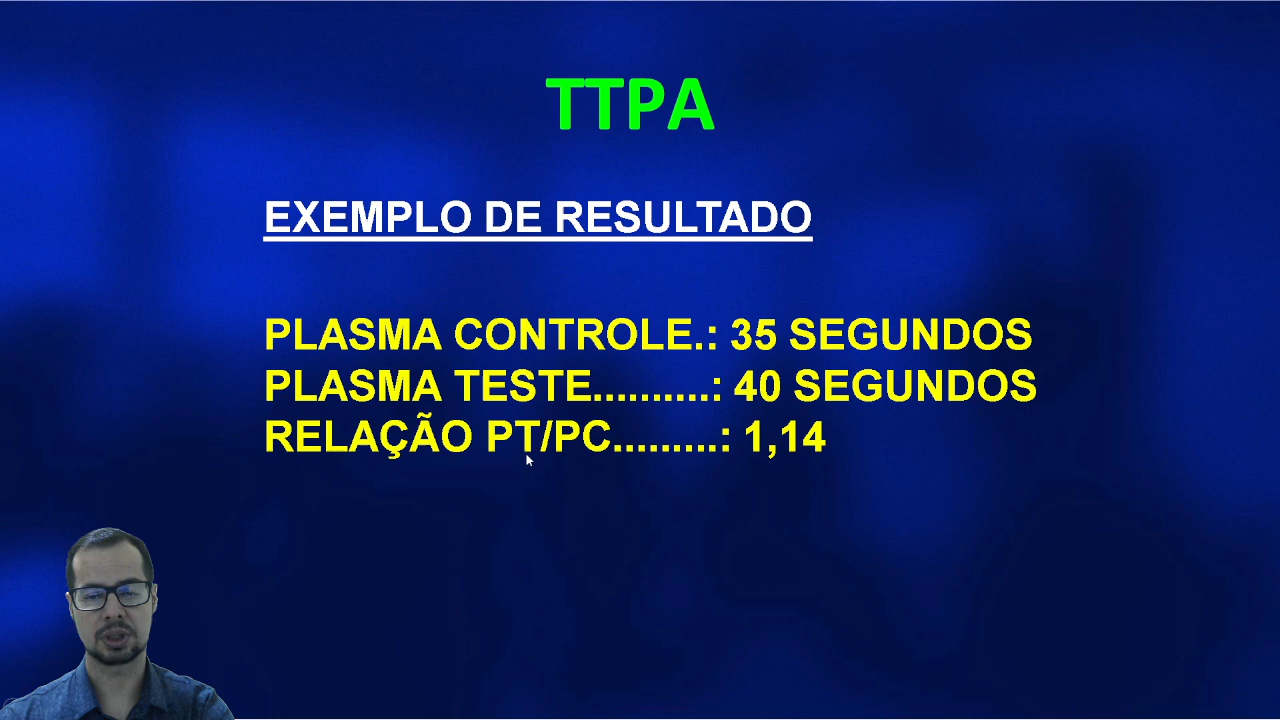 TTPA
EXEMPLO DE RESULTADO
PLASMA CONTROLE.: 35 SEGUNDOS
PLASMA TESTE..........: 40 SEGUNDOS
RELAÇÃO PT/PC.........: 1,14